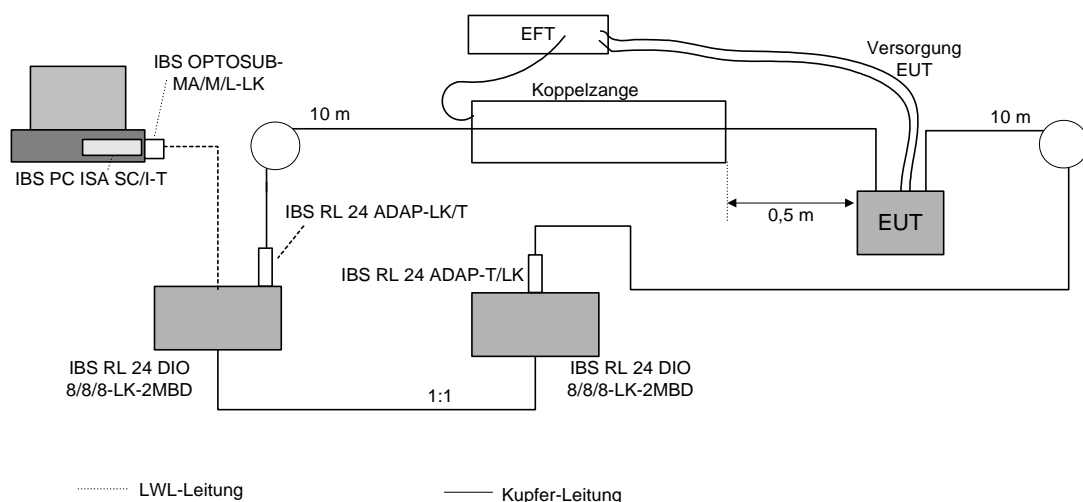 EFT
Versorgung
EUT
IBS OPTOSUB-
MA/M/L-LK
Koppelzange
10 m
10 m
IBS PC ISA SC/I-T
IBS RL 24 ADAP-LK/T
0,5 m
EUT
IBS RL 24 ADAP-T/LK
IBS RL 24 DIO
8/8/8-LK-2MBD
IBS RL 24 DIO
8/8/8-LK-2MBD
1:1
LWL-Leitung
Kupfer-Leitung